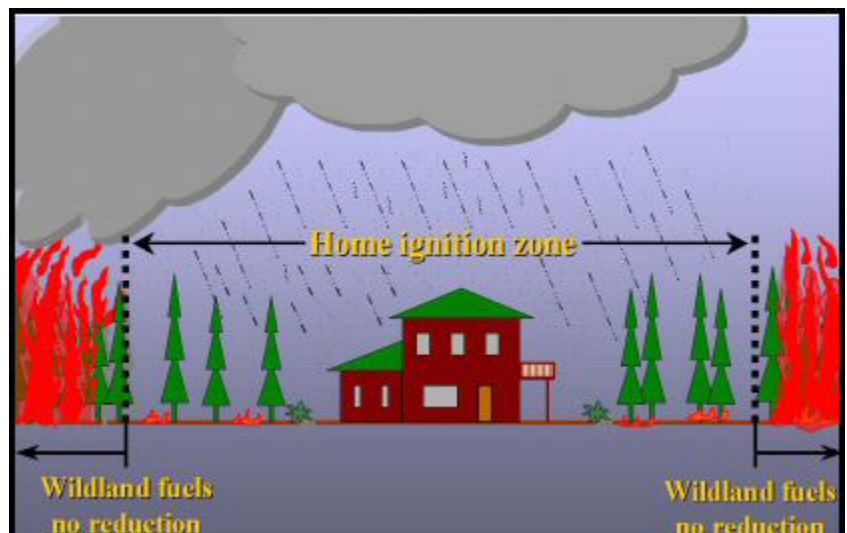 Home ignition zone
Wildland fuels
no reduction
Wildland fuels
no reduction